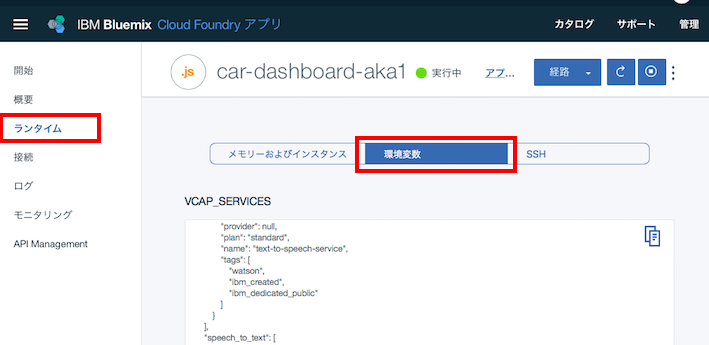 IBM Bluemix Cloud Foundry アプリ
カタログ サポート 管理
開始
概要
ランタイム
接続
ログ
モニタリング
API Management
.js car-dashboard-aka1 実行中 アプ... 経路
メモリーおよびインスタンス 環境変数 SSH
VCAP_SERVICES
"provider": null,
"plan": "standard",
"name": "text-to-speech-service",
"tags": [
"watson",
"ibm_created",
"ibm_dedicated_public"
]
}
],
"speech_to_text": [